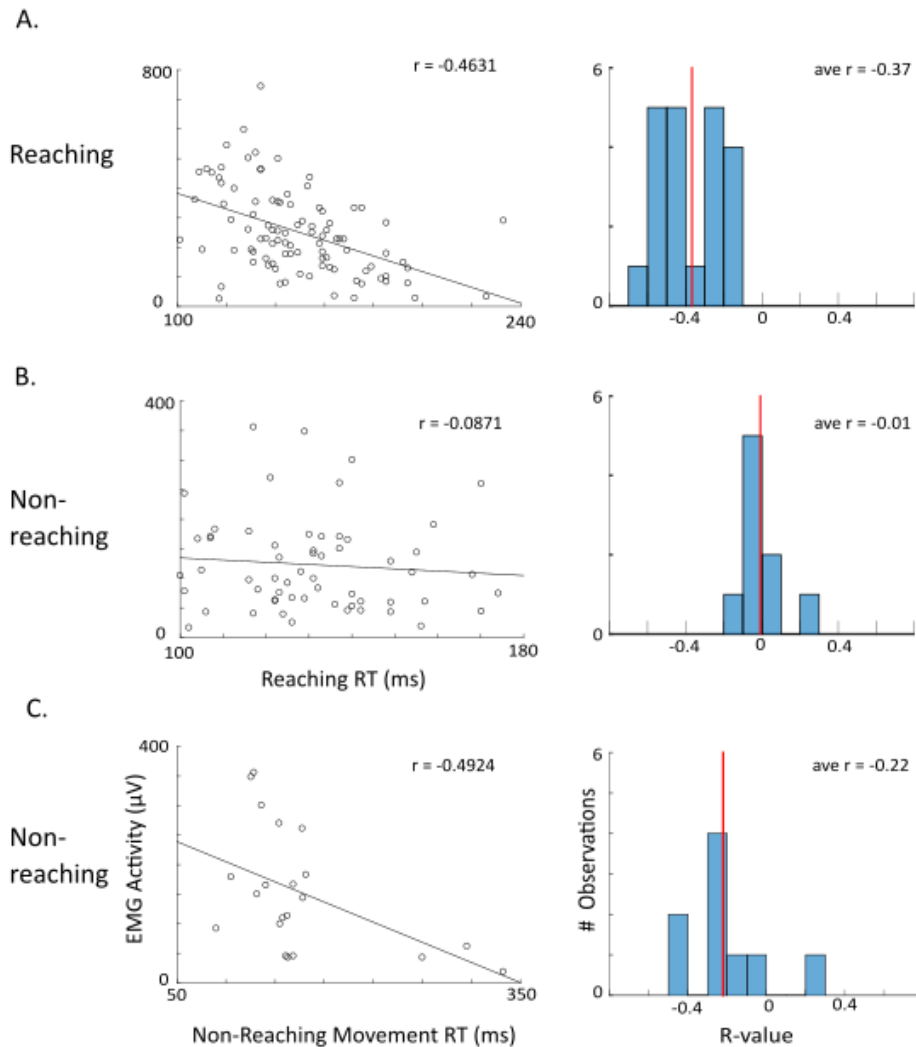 A.
Reaching
800
r = -0.4631
0
100
240
6
ave r = -0.37
0
-0.4
0
0.4
B.
Non-
reaching
400
r = -0.0871
0
100
180
Reaching RT (ms)
6
ave r = -0.01
0
-0.4
0
0.4
C.
Non-
reaching
EMG Activity (µV)
400
r = -0.4924
0
50
350
Non-Reaching Movement RT (ms)
# Observations
6
ave r = -0.22
0
-0.4
0
0.4
R-value